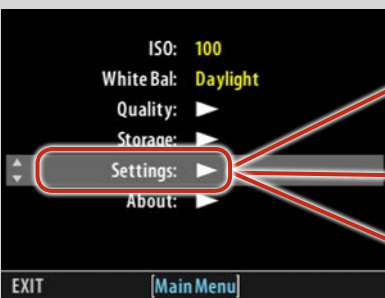 ISO: 100
White Bal: Daylight
Quality:
Storage:
Settings:
About:
EXIT [Main Menu]